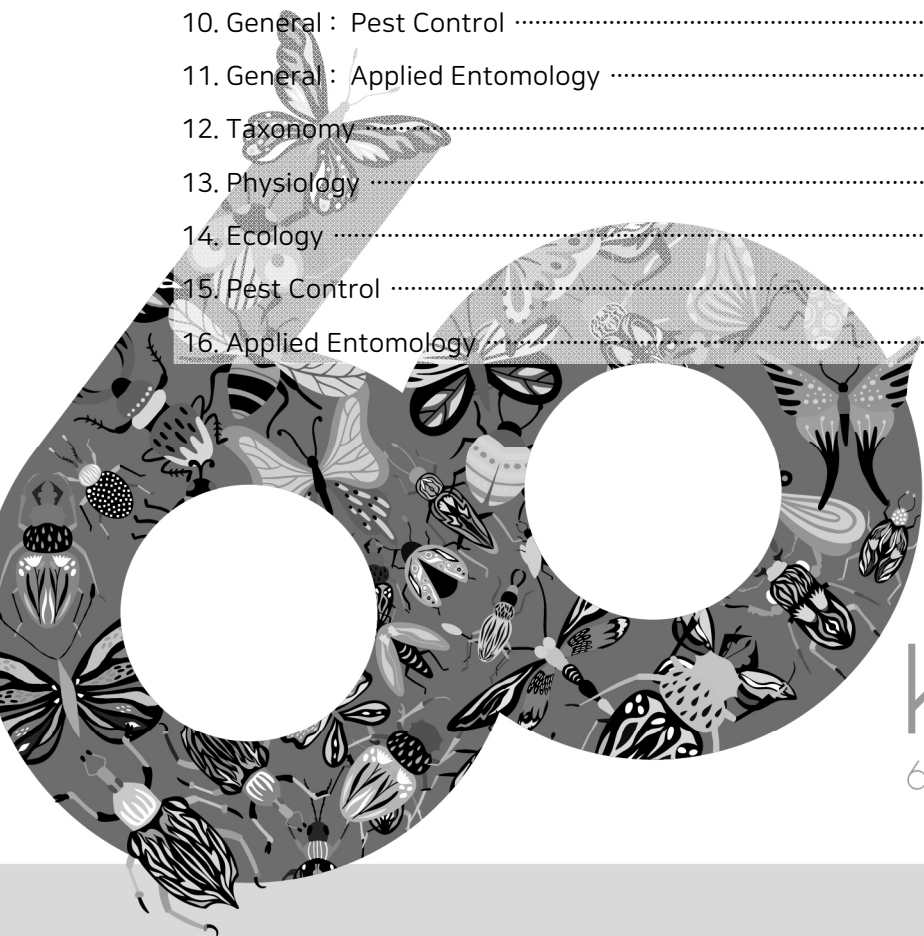 10. General : Pest Control
11. General : Applied Entomology
12. Taxonomy
13. Physiology
14. Ecology
15. Pest Control
16. Applied Entomology
60